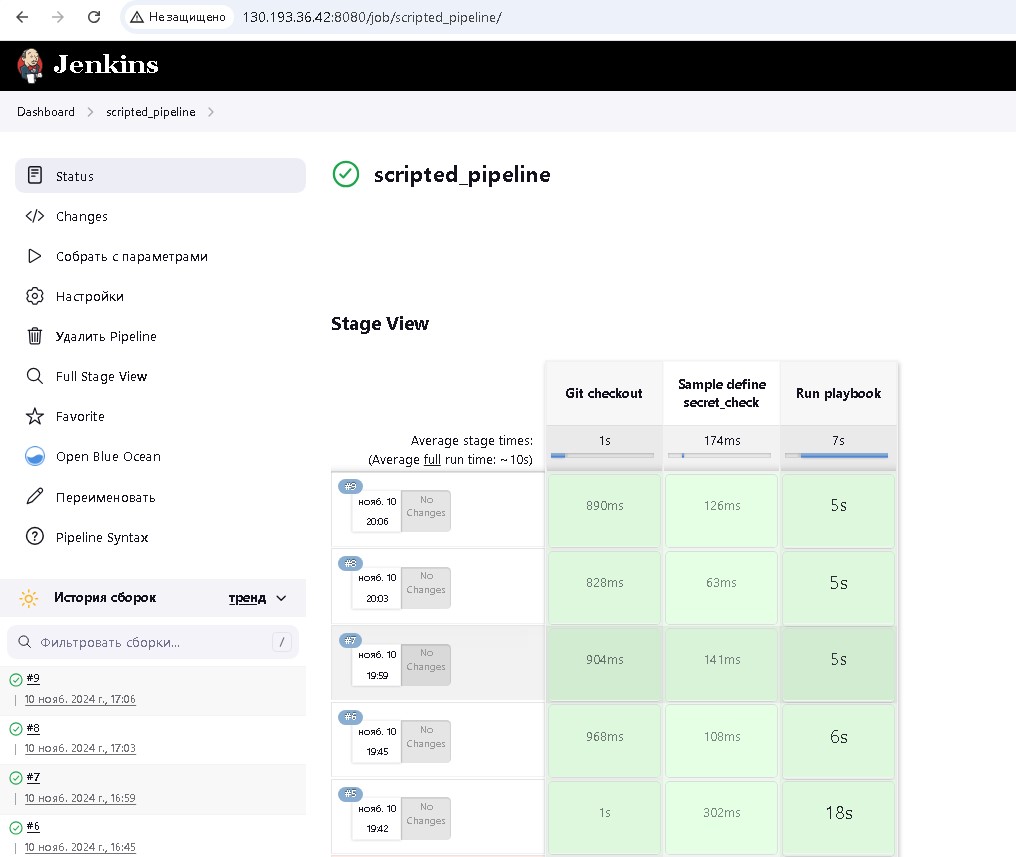 Не защищено
130.193.36.42:8080/job/scripted_pipeline/
Jenkins
Dashboard
scripted_pipeline
Status
Changes
Собрать с параметрами
Настройки
Удалить Pipeline
Full Stage View
Favorite
Open Blue Ocean
Переименовать
Pipeline Syntax
История сборок
тренд
Фильтровать сборки...
/
#9
10 нояб. 2024 г., 17:06
#8
10 нояб. 2024 г., 17:03
#7
10 нояб. 2024 г., 16:59
#6
10 нояб. 2024 г., 16:45
scripted_pipeline
Stage View
Git checkout
Sample define
secret_check
Run playbook
Average stage times:
(Average full run time: ~10s)
1s
174ms
7s
#9
нояб. 10
20:06
No
Changes
890ms
126ms
5s
#8
нояб. 10
20:03
No
Changes
828ms
63ms
5s
#7
нояб. 10
19:59
No
Changes
904ms
141ms
5s
#6
нояб. 10
19:45
No
Changes
968ms
108ms
6s
#5
нояб. 10
19:42
No
Changes
1s
302ms
18s